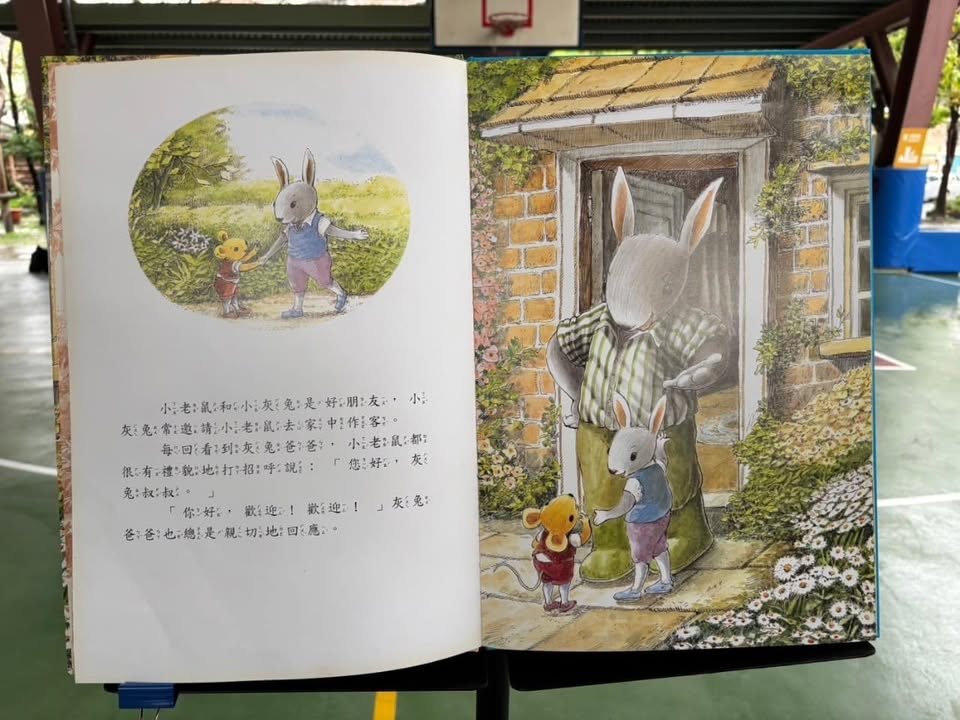 小老鼠和小灰兔是好朋友，小
灰兔常邀請小老鼠去家中作客。
每回看到灰兔爸爸，小老鼠都
很有禮貌地打招呼說：「您好，灰
兔叔叔。」
「你好，歡迎！歡迎！」灰兔
爸爸也總是親切地回應。